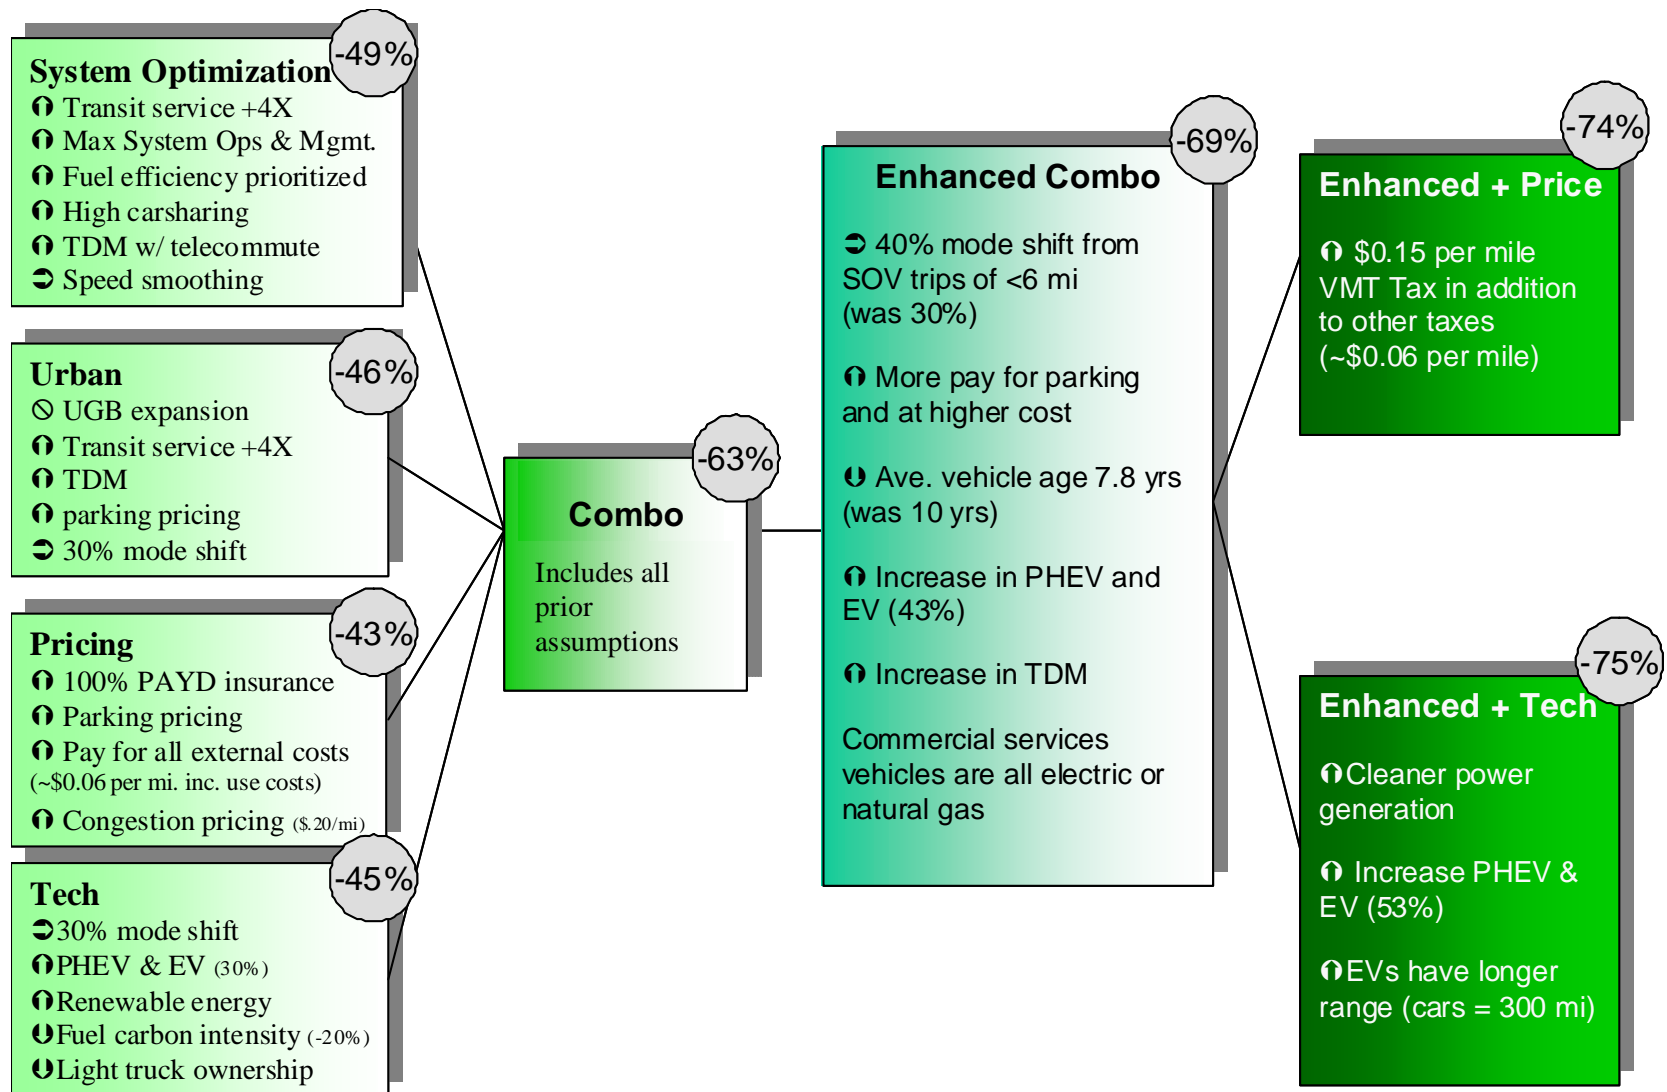 -49%
System Optimization
⮉ Transit service +4X
⮉ Max System Ops & Mgmt.
⮉ Fuel efficiency prioritized
⮉ High carsharing
⮉ TDM w/ telecommute
⮊ Speed smoothing
-46%
Urban
⦸ UGB expansion
⮉ Transit service +4X
⮉ TDM
⮉ parking pricing
⮊ 30% mode shift
-43%
Pricing
⮉ 100% PAYD insurance
⮉ Parking pricing
⮉ Pay for all external costs
(~$0.06 per mi. inc. use costs)
⮉ Congestion pricing ($.20/mi)
-45%
Tech
⮊30% mode shift
⮉PHEV & EV (30%)
⮉Renewable energy
⮋Fuel carbon intensity (-20%)
⮋Light truck ownership
-63%
Combo
Includes all
prior
assumptions
-69%
Enhanced Combo
⮊ 40% mode shift from
SOV trips of <6 mi
(was 30%)
⮉ More pay for parking
and at higher cost
⮋ Ave. vehicle age 7.8 yrs
(was 10 yrs)
⮉ Increase in PHEV and
EV (43%)
⮉ Increase in TDM
Commercial services
vehicles are all electric or
natural gas
-74%
Enhanced + Price
⮉ $0.15 per mile
VMT Tax in addition
to other taxes
(~$0.06 per mile)
-75%
Enhanced + Tech
⮉Cleaner power
generation
⮉ Increase PHEV &
EV (53%)
⮉EVs have longer
range (cars = 300 mi)